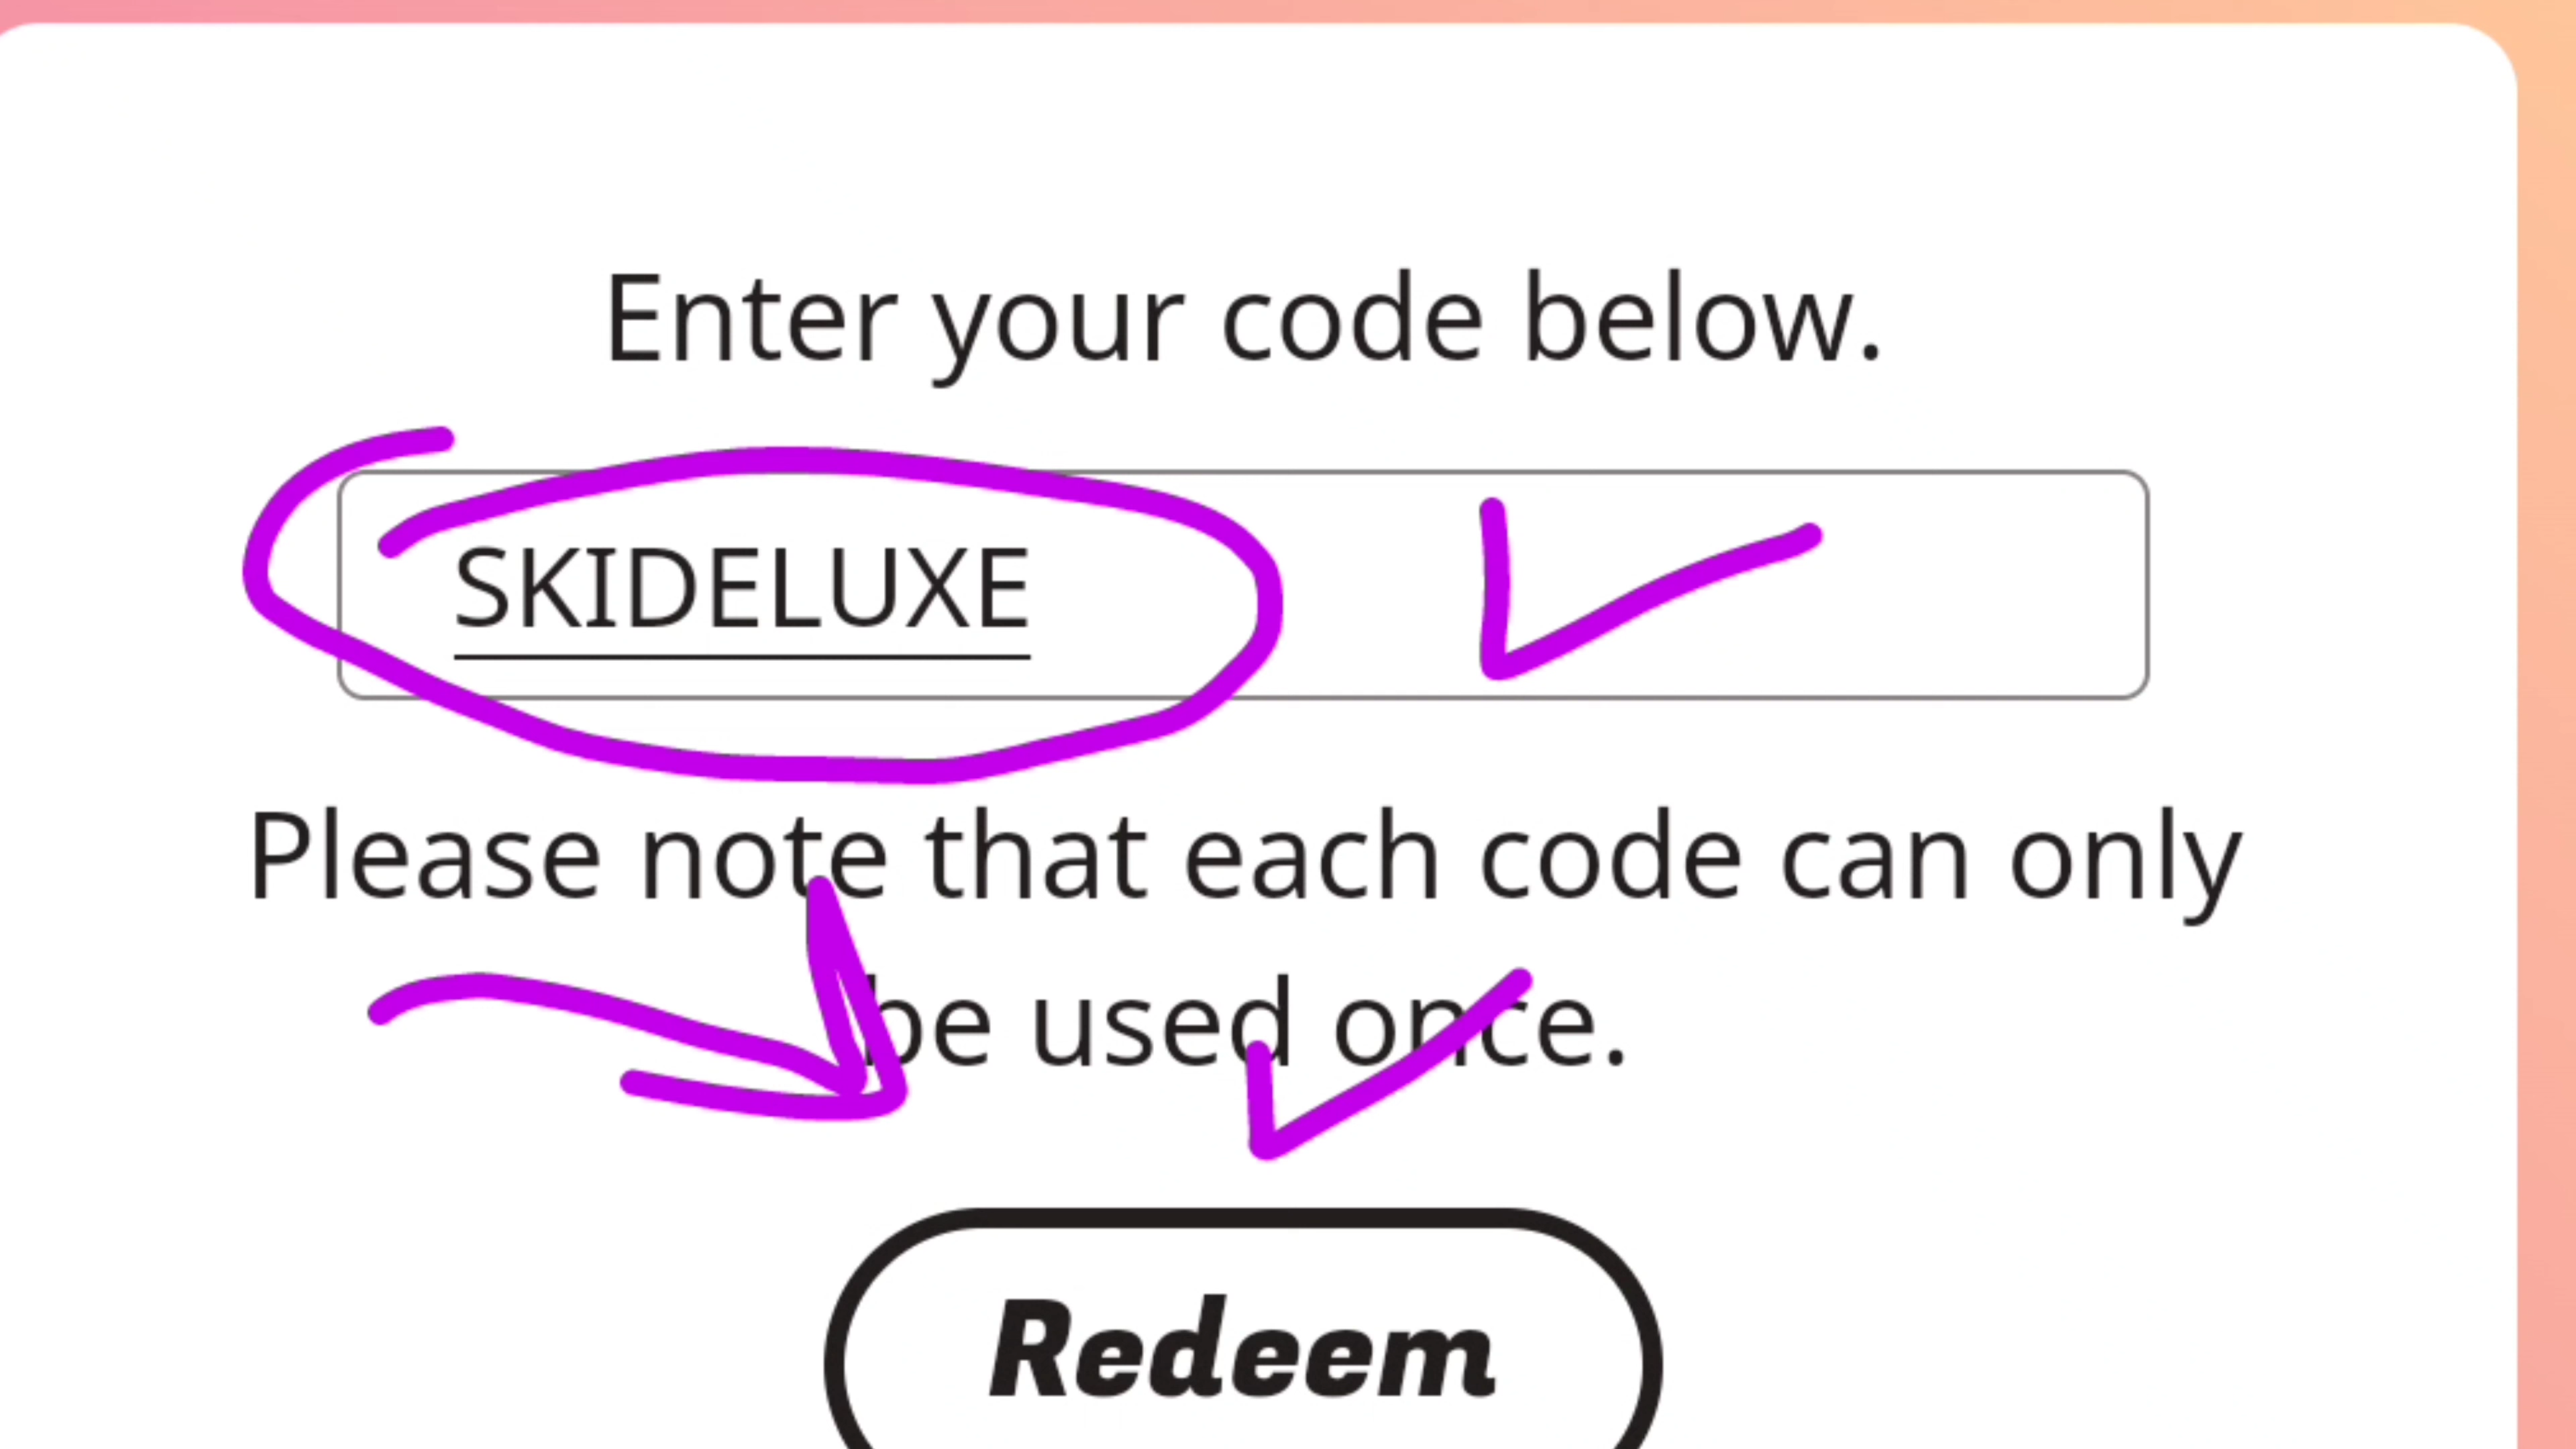 Enter your code below.
SKIDELUXE
Please note that each code can only
be used once.
Redeem